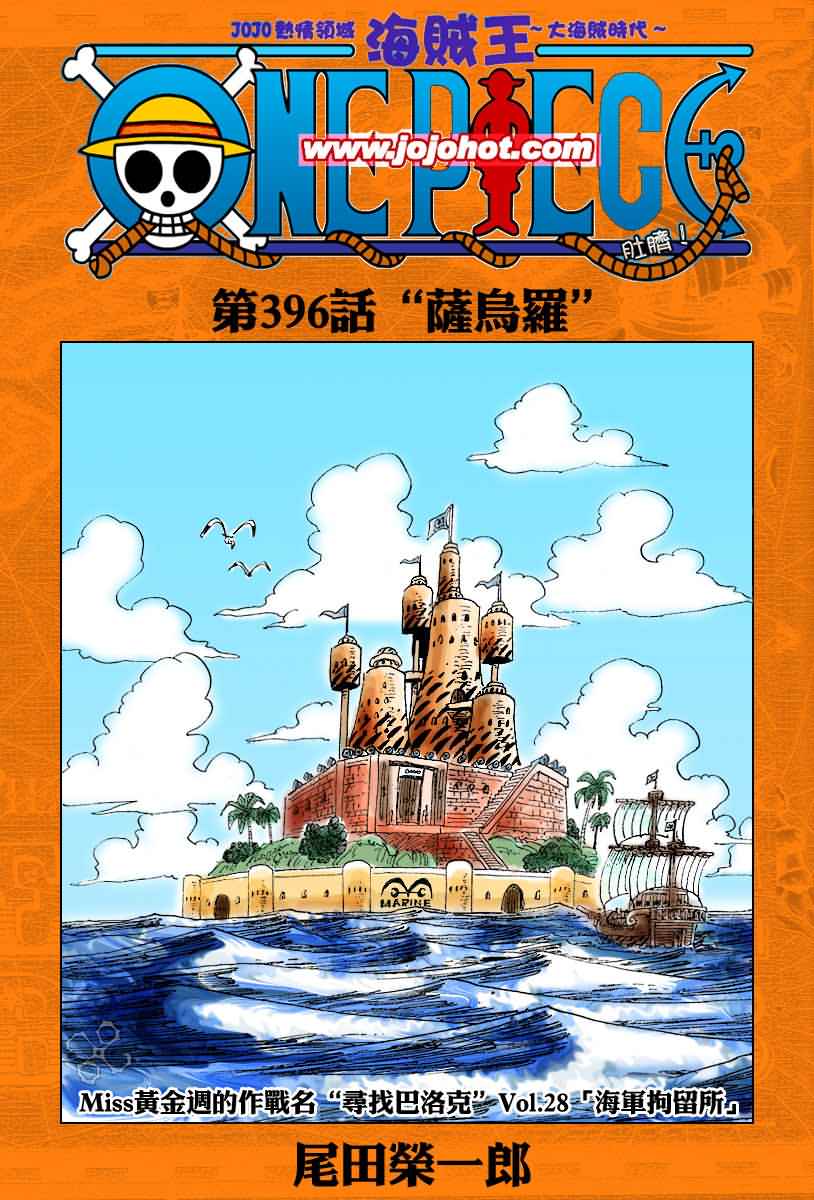 JOJO熱情領域 海賊王~大海賊時代~
ONE PIECE
www.jojohot.com
肚臍!
第396話“薩烏羅”
MARINE
Miss黃金週的作戰名“尋找巴洛克”Vol.28「海軍拘留所」
尾田榮一郎